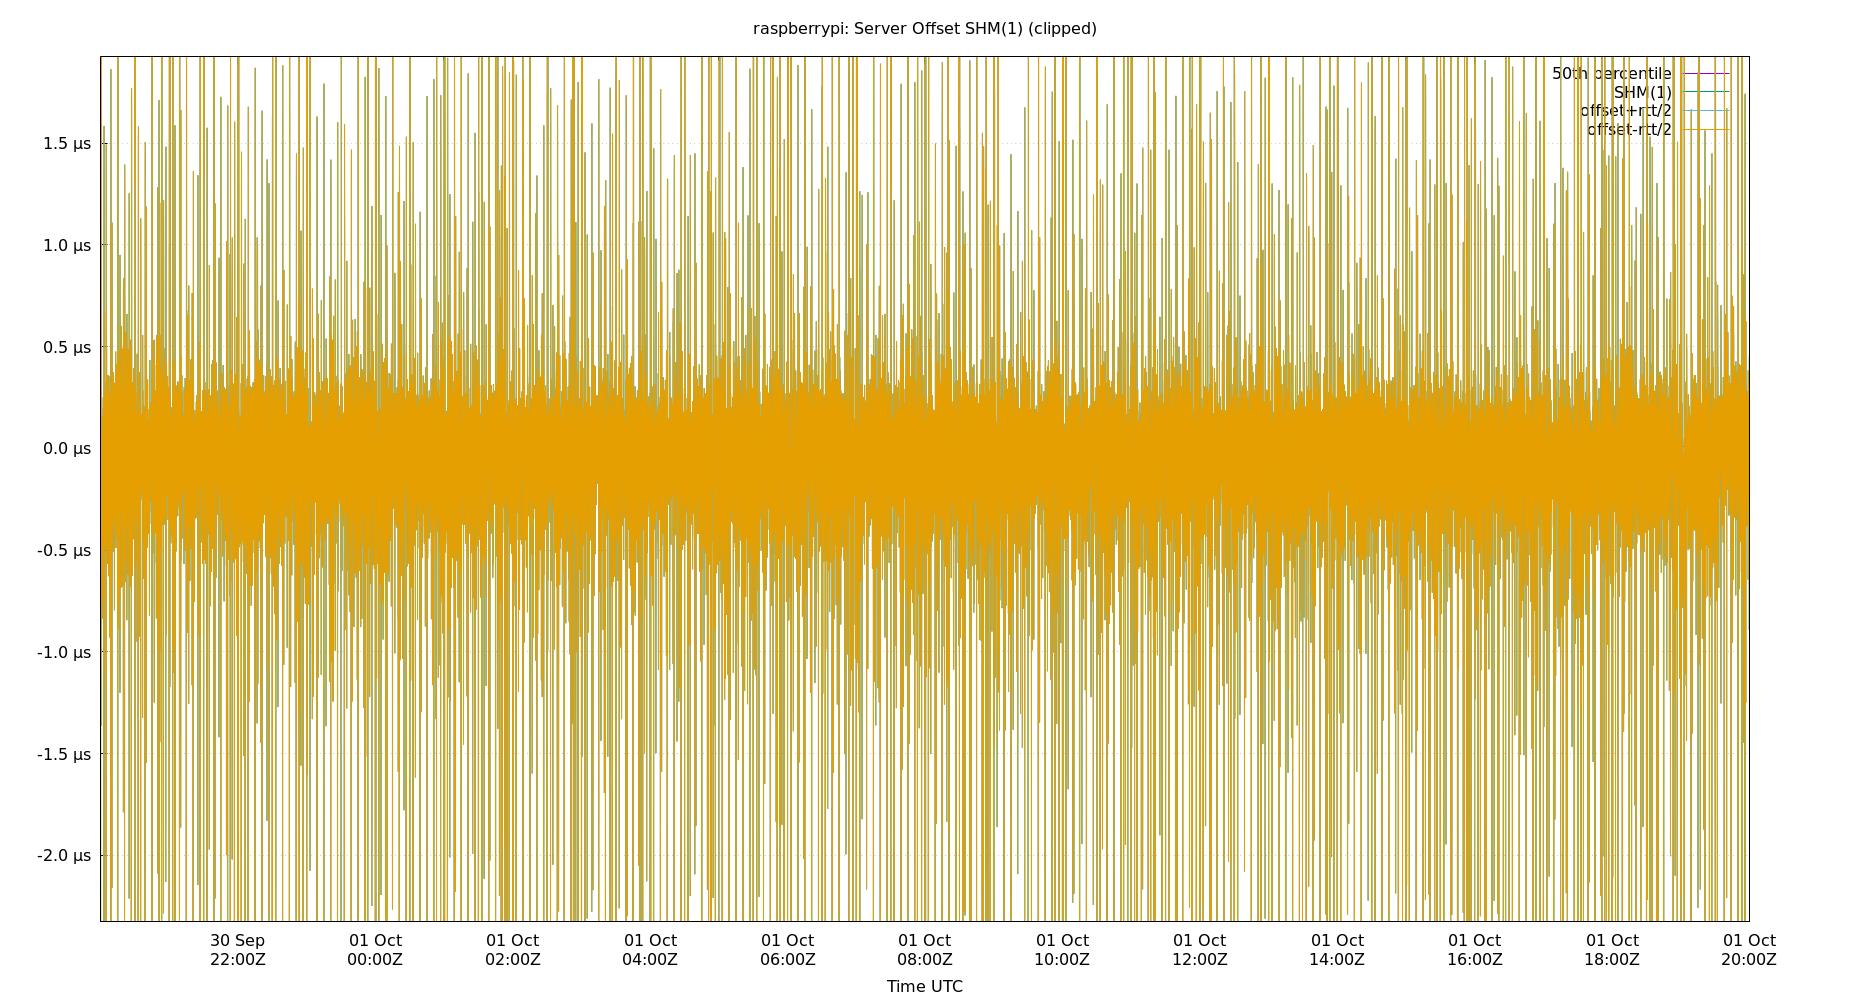 raspberrypi: Server Offset SHM(1) (clipped)
50th percentile
SHM(1)
offset+rtt/2
offset-rtt/2
1.5 µs
1.0 µs
0.5 µs
0.0 µs
-0.5 µs
-1.0 µs
-1.5 µs
-2.0 µs
30 Sep 01 Oct 01 Oct 01 Oct 01 Oct 01 Oct 01 Oct 01 Oct 01 Oct 01 Oct 01 Oct 01 Oct
22:00Z 00:00Z 02:00Z 04:00Z 06:00Z 08:00Z 10:00Z 12:00Z 14:00Z 16:00Z 18:00Z 20:00Z
Time UTC